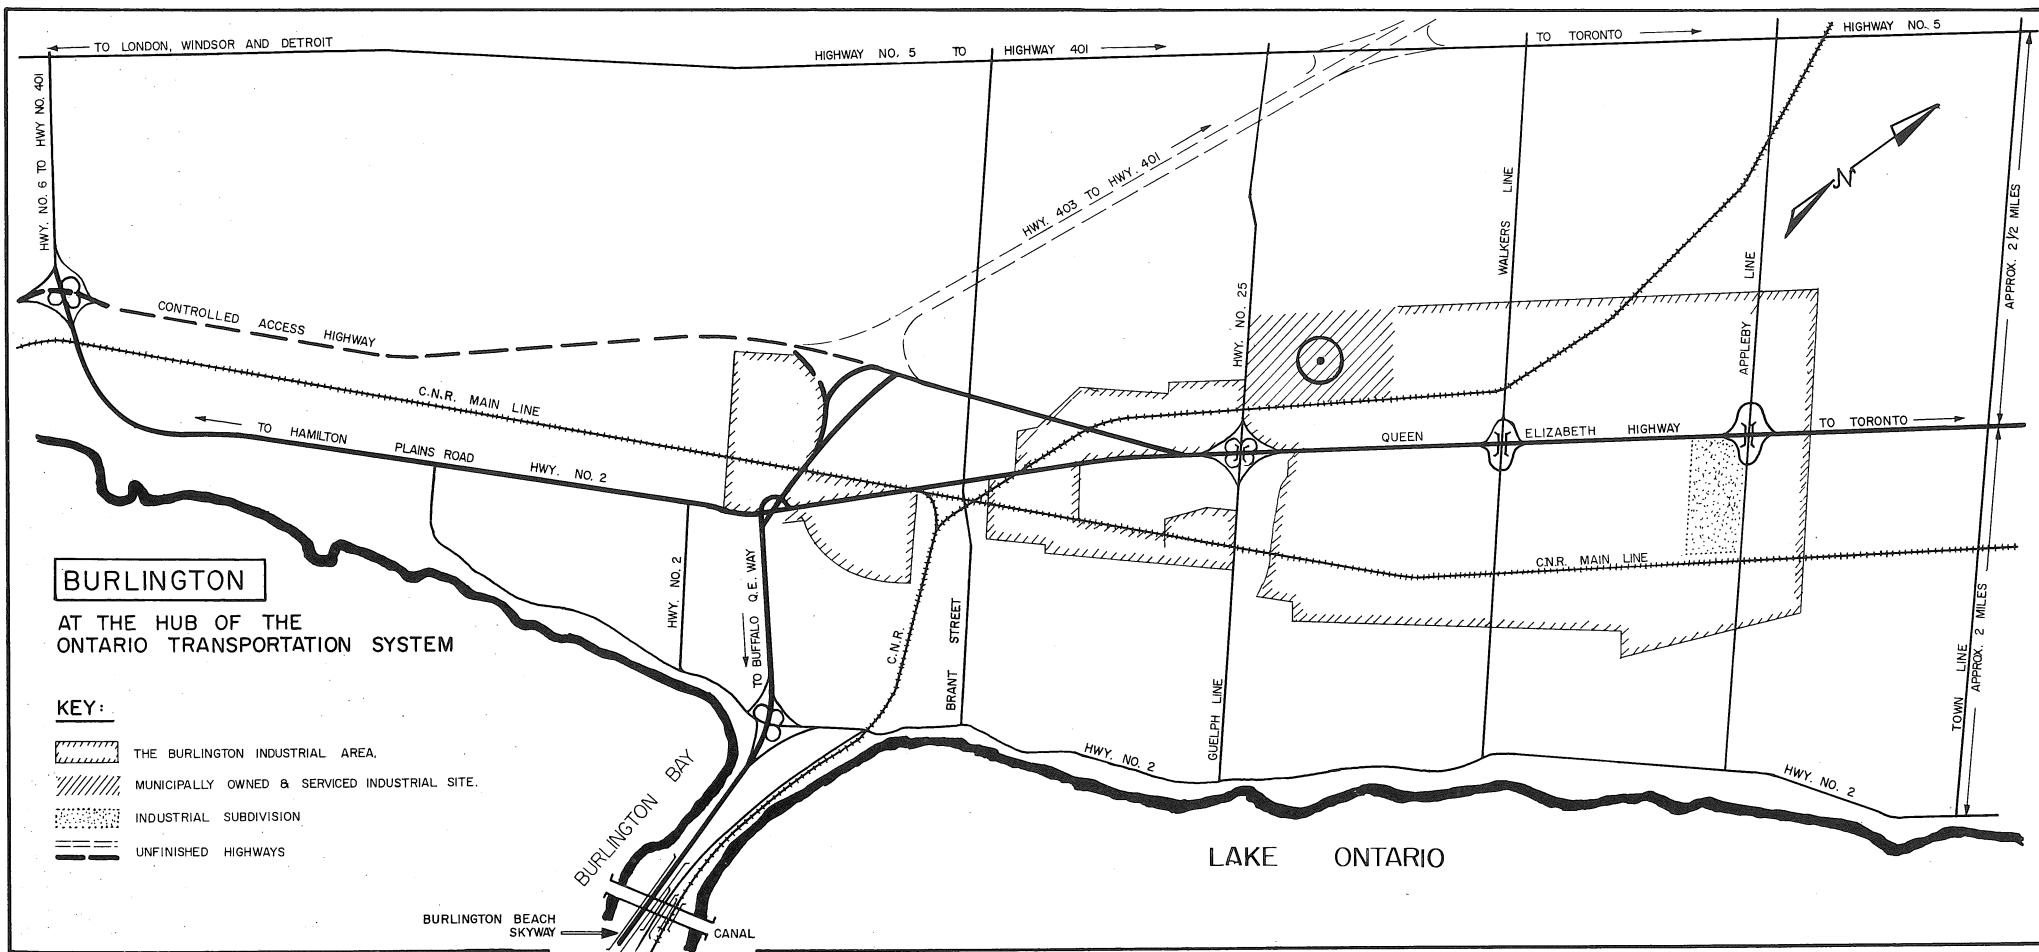 TO LONDON, WINDSOR AND DETROIT
HIGHWAY NO. 5 TO HIGHWAY 401
TO TORONTO
HIGHWAY NO. 5
HWY. NO. 6 TO HWY NO. 401
HWY. 403 TO HWY. 401
WALKERS LINE
N
APPROX. 2 1/2 MILES
CONTROLLED ACCESS HIGHWAY
HWY. NO. 25
APPLEBY LINE
C.N.R. MAIN LINE
TO HAMILTON
PLAINS ROAD
HWY. NO. 2
QUEEN ELIZABETH HIGHWAY
TO TORONTO
C.N.R. MAIN LINE
BURLINGTON
AT THE HUB OF THE
ONTARIO TRANSPORTATION SYSTEM
HWY. NO. 2
TO BUFFALO Q.E. WAY
C.N.R.
BRANT STREET
GUELPH LINE
TOWN LINE
APPROX. 2 MILES
KEY:
THE BURLINGTON INDUSTRIAL AREA.
MUNICIPALLY OWNED & SERVICED INDUSTRIAL SITE.
INDUSTRIAL SUBDIVISION
UNFINISHED HIGHWAYS
HWY. NO. 2
HWY. NO. 2
BURLINGTON BAY
LAKE ONTARIO
BURLINGTON BEACH
SKYWAY
CANAL